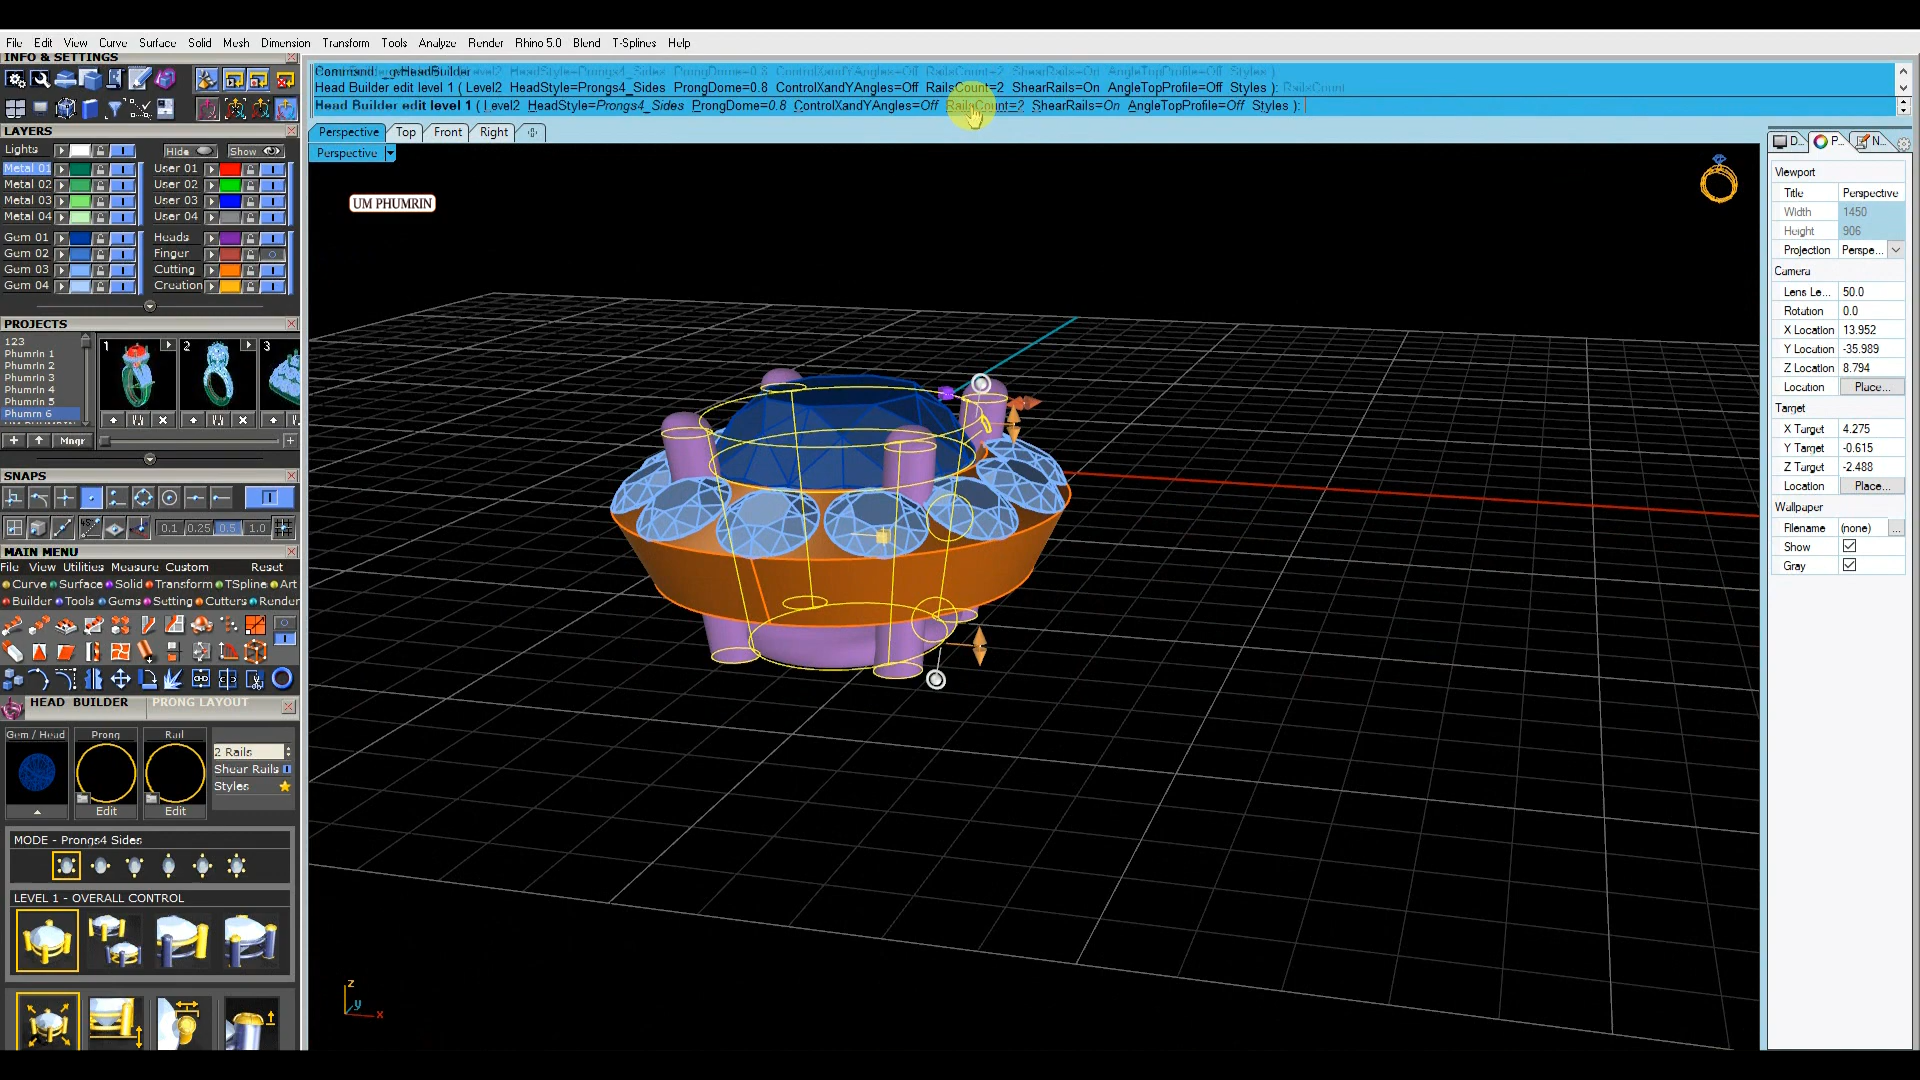 File Edit View Curve Surface Solid Mesh Dimension Transform Tools Analyze Render Rhino 5.0 Blend T-Splines Help
INFO & SETTINGS
Head Builder edit level 1 ( Level2 HeadStyle=Prongs4_Sides ProngDome=0.8 ControlXandYAngles=Off RailsCount=2 ShearRails=On AngleTopProfile=Off Styles ): RailsCount
Head Builder edit level 1 ( Level2 HeadStyle=Prongs4_Sides ProngDome=0.8 ControlXandYAngles=Off RailsCount=2 ShearRails=On AngleTopProfile=Off Styles ):
Perspective Top Front Right
Perspective
UM PHUMRIN
LAYERS
Lights Hide Show
Metal 01 User 01
Metal 02 User 02
Metal 03 User 03
Metal 04 User 04
Gem 01 Heads
Gem 02 Finger
Gem 03 Cutting
Gem 04 Creation
PROJECTS
123
Phumrin 1
Phumrin 2
Phumrin 3
Phumrin 4
Phumrin 5
Phumrn 6
1 2 3
Mngr
SNAPS
0.1 0.25 0.5 1.0
MAIN MENU
File View Utilities Measure Custom Reset
Curve Surface Solid Transform TSpline Art
Builder Tools Gems Setting Cutters Render
HEAD BUILDER PRONG LAYOUT
Gem / Head Prong Rail
2 Rails
Shear Rails
Styles
Edit Edit
MODE - Prongs4 Sides
LEVEL 1 - OVERALL CONTROL
z
y
x
D... P... N...
Viewport
Title Perspective
Width 1450
Height 906
Projection Perspe...
Camera
Lens Le... 50.0
Rotation 0.0
X Location 13.952
Y Location -35.989
Z Location 8.794
Location Place...
Target
X Target 4.275
Y Target -0.615
Z Target -2.488
Location Place...
Wallpaper
Filename (none) ...
Show
Gray